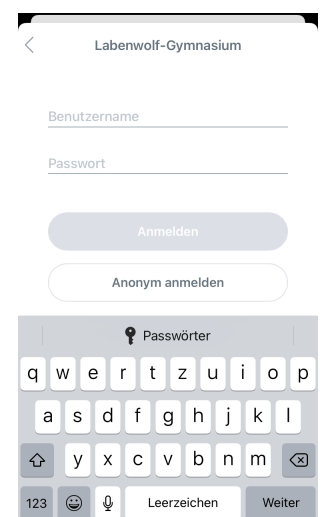 Labenwolf-Gymnasium
Benutzername
Passwort
Anmelden
Anonym anmelden
Passwörter
q w e r t z u i o p
a s d f g h j k l
y x c v b n m
123 Leerzeichen Weiter